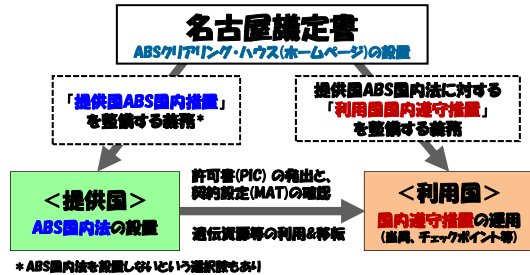 名古屋議定書
ABSクリアリング・ハウス(ホームページ)の設置
「提供国ABS国内措置」
を整備する義務*
提供国ABS国内法に対する
「利用国国内遵守措置」
を整備する義務
＜提供国＞
ABS国内法の設置
許可書(PIC) の発出と、
契約設定(MAT)の確認
遺伝資源等の利用&移転
＜利用国＞
国内遵守措置の運用
(当局、チェックポイント等)
* ABS国内法を設置しないという選択肢もあり